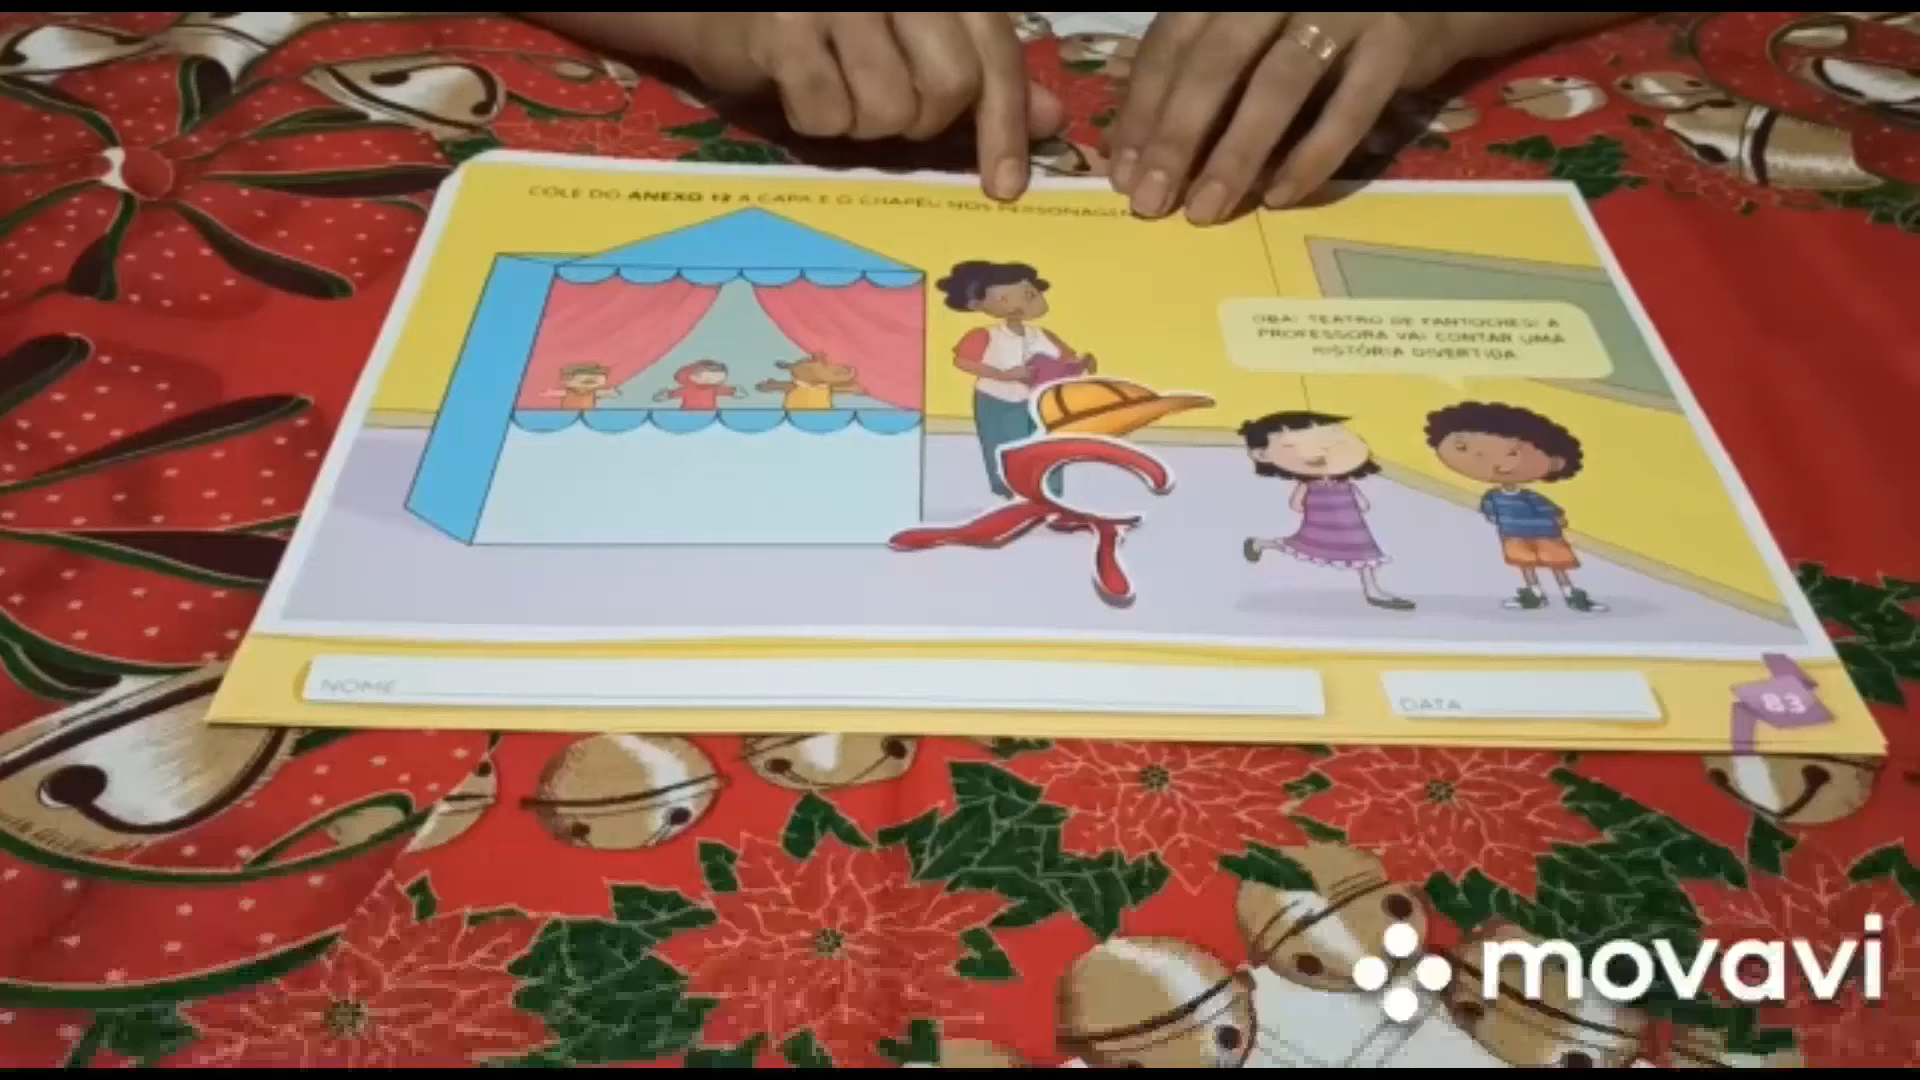 COLE DO ANEXO 12 A CAPA E O CHAPÉU NOS PERSONAGENS
OBA! TEATRO DE FANTOCHES! A
PROFESSORA VAI CONTAR UMA
HISTÓRIA DIVERTIDA.
NOME
DATA
83
movavi